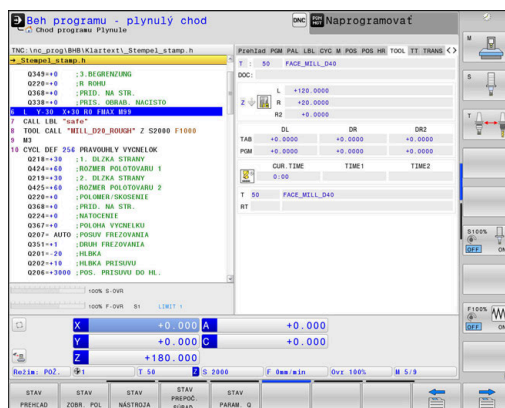 Beh programu - plynulý chod
Chod programu Plynule
DNC
Naprogramovať
TNC:\nc_prog\BHB\Klartext\_Stempel_stamp.h
→_Stempel_stamp.h
Q349=+0 ;3.BEGRENZUNG
Q220=+0 ;R ROHU
Q368=+0 ;PRID. NA STR.
Q338=+0 ;PRIS. OBRAB. NACISTO
6 L Y-30 X+30 R0 FMAX M99
7 CALL LBL "safe"
8 TOOL CALL "MILL_D20_ROUGH" Z S2000 F1000
9 M3
10 CYCL DEF 256 PRAVOUHLY VYCNELOK
Q218=+30 ;1. DLZKA STRANY
Q424=+60 ;ROZMER POLOTOVARU 1
Q219=+30 ;2. DLZKA STRANY
Q425=+60 ;ROZMER POLOTOVARU 2
Q220=+0 ;POLOMER/SKOSENIE
Q368=+0 ;PRID. NA STR.
Q224=+0 ;NATOCENIE
Q367=+0 ;POLOHA VYCNELKU
Q207= AUTO ;POSUV FREZOVANIA
Q351=+1 ;DRUH FREZOVANIA
Q201=-20 ;HLBKA
Q202=+10 ;HLBKA PRISUVU
Q206=+3000 ;POS. PRISUVU DO HL.
100% S-OVR
100% F-OVR S1 LIMIT 1
Prehlad PGM PAL LBL CYC M POS POS HR TOOL TT TRANS
T : 50 FACE_MILL_D40
DOC:
Z L +120.0000
R +20.0000
R2 +0.0000
DL DR DR2
TAB +0.0000 +0.0000 +0.0000
PGM +0.0000 +0.0000 +0.0000
CUR.TIME TIME1 TIME2
0:00
T 50 FACE_MILL_D40
RT
X +0.000 A +0.000
Y +0.000 C +0.000
Z +180.000
Režim: POŽ. 1 T 50 Z S 2000 F 0mm/min Ovr 100% M 5/9
STAV PREHĽAD
STAV ZOBR. POL
STAV NÁSTROJA
STAV PREPOČ.
STAV PARAM. Q
M
S
T
S100%
OFF ON
F100%
OFF ON